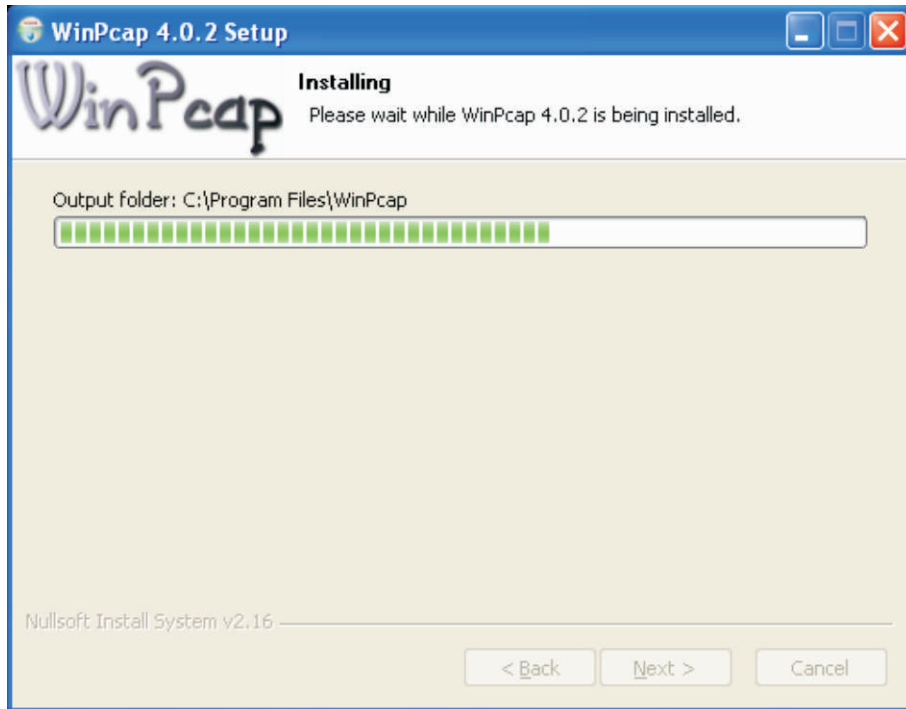 WinPcap 4.0.2 Setup
WinPcap
Installing
Please wait while WinPcap 4.0.2 is being installed.
Output folder: C:\Program Files\WinPcap
Nullsoft Install System v2.16
< Back
Next >
Cancel